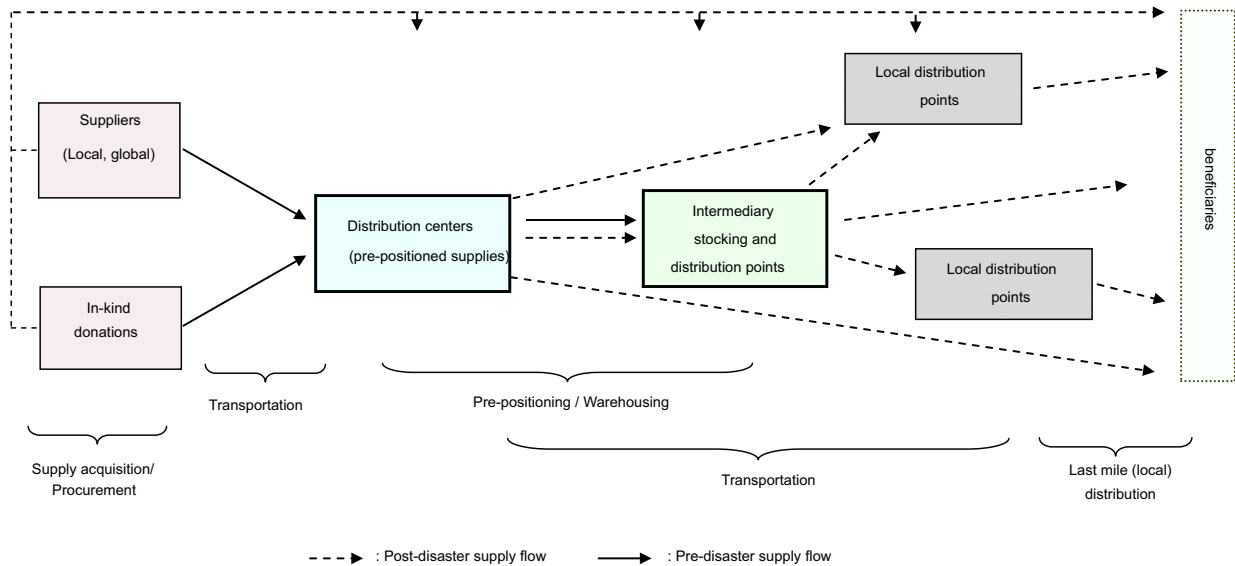 Local distribution
points
Suppliers
(Local, global)
beneficiaries
Distribution centers
(pre-positioned supplies)
Intermediary
stocking and
distribution points
Local distribution
points
In-kind
donations
Transportation
Pre-positioning / Warehousing
Supply acquisition/
Procurement
Transportation
Last mile (local)
distribution
: Post-disaster supply flow
: Pre-disaster supply flow